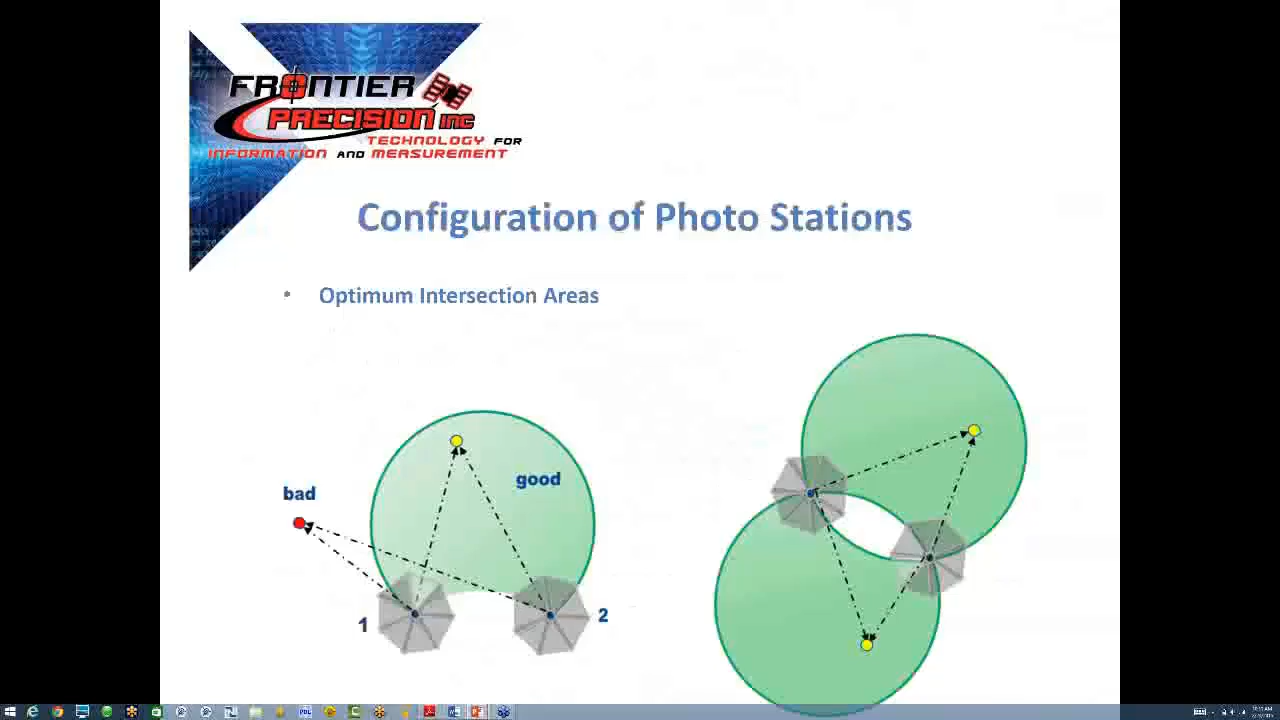 FRONTIER
PRECISION INC
TECHNOLOGY FOR
INFORMATION AND MEASUREMENT
Configuration of Photo Stations
• Optimum Intersection Areas
good
bad
1
2